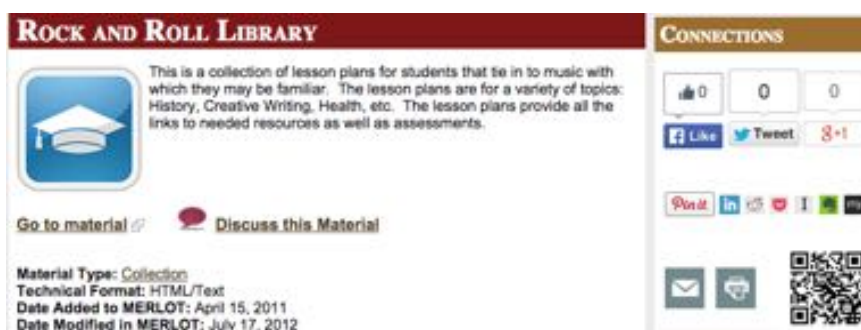 ROCK AND ROLL LIBRARY
This is a collection of lesson plans for students that tie in to music with
which they may be familiar. The lesson plans are for a variety of topics:
History, Creative Writing, Health, etc. The lesson plans provide all the
links to needed resources as well as assessments.
Go to material
Discuss this Material
Material Type: Collection
Technical Format: HTML/Text
Date Added to MERLOT: April 15, 2011
Date Modified in MERLOT: July 17, 2012
CONNECTIONS
0 0 0
Like Tweet g+1
Pin it in